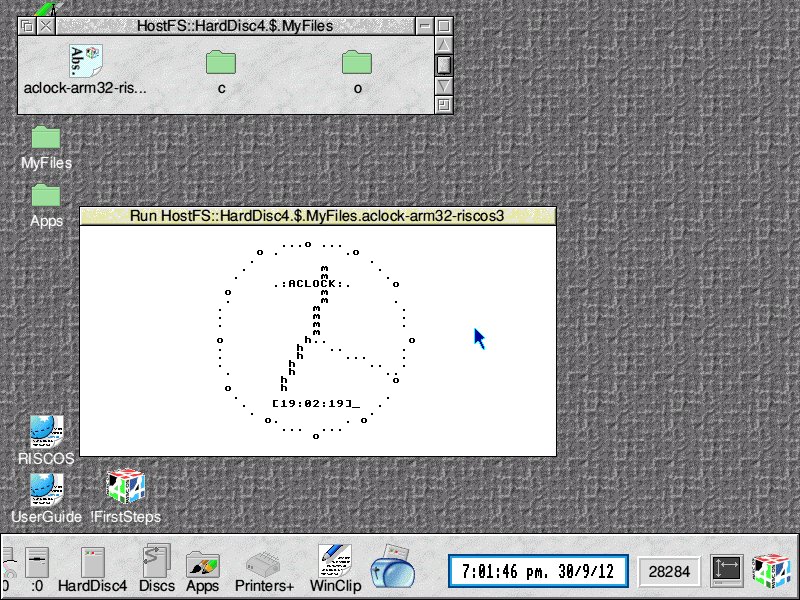 HostFS::HardDisc4.$.MyFiles
Abs.
aclock-arm32-ris...
c
o
MyFiles
Apps
Run HostFS::HardDisc4.$.MyFiles.aclock-arm32-riscos3
.:ACLOCK:.
[19:02:19]_
RISCOS
UserGuide
!FirstSteps
0
:0
HardDisc4
Discs
Apps
Printers+
WinClip
7:01:46 pm. 30/9/12
28284